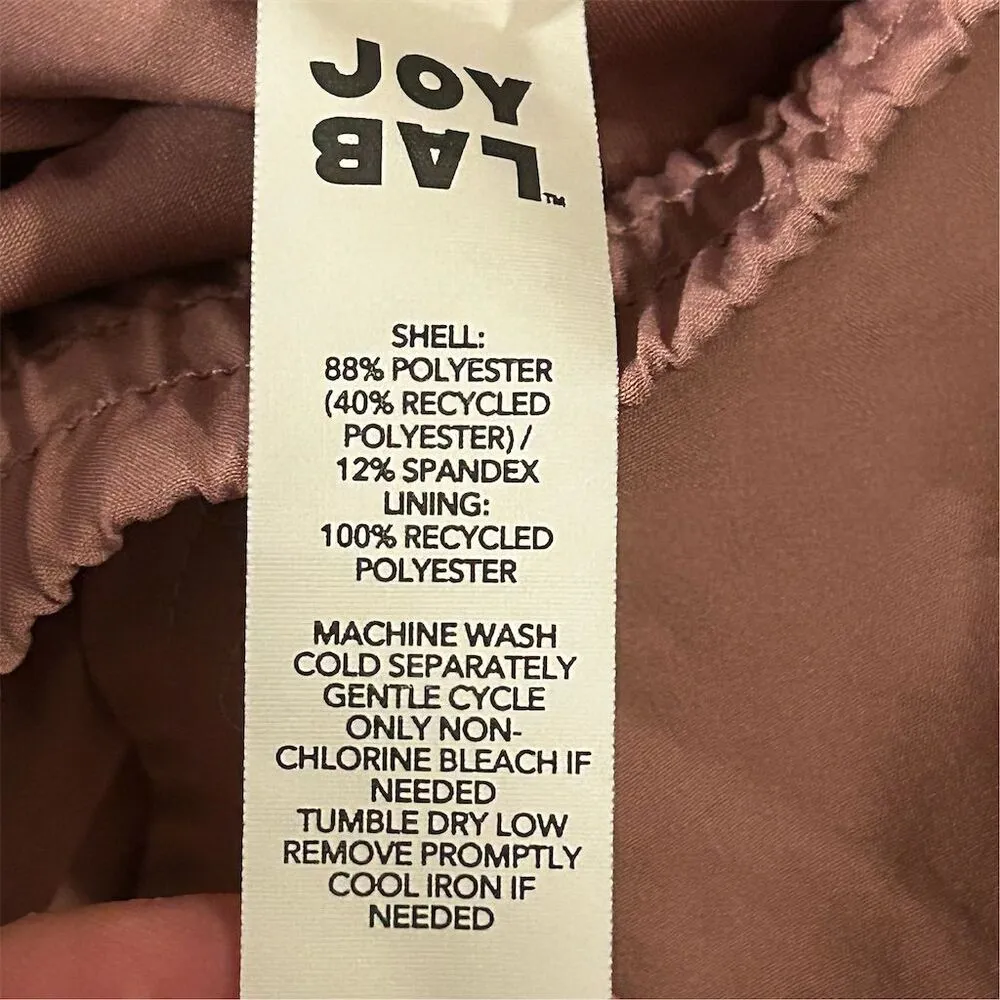 JOY
LAB™
SHELL:
88% POLYESTER
(40% RECYCLED
POLYESTER) /
12% SPANDEX
LINING:
100% RECYCLED
POLYESTER
MACHINE WASH
COLD SEPARATELY
GENTLE CYCLE
ONLY NON-
CHLORINE BLEACH IF
NEEDED
TUMBLE DRY LOW
REMOVE PROMPTLY
COOL IRON IF
NEEDED